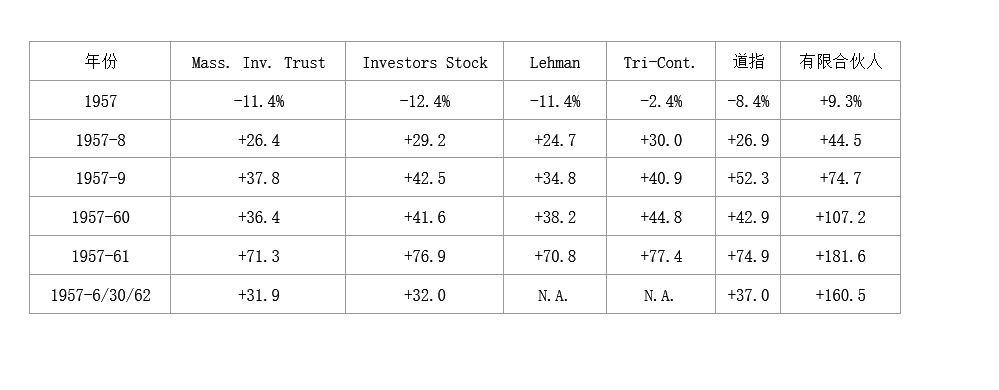 年份 Mass. Inv. Trust Investors Stock Lehman Tri-Cont. 道指 有限合伙人
1957 -11.4% -12.4% -11.4% -2.4% -8.4% +9.3%
1957-8 +26.4 +29.2 +24.7 +30.0 +26.9 +44.5
1957-9 +37.8 +42.5 +34.8 +40.9 +52.3 +74.7
1957-60 +36.4 +41.6 +38.2 +44.8 +42.9 +107.2
1957-61 +71.3 +76.9 +70.8 +77.4 +74.9 +181.6
1957-6/30/62 +31.9 +32.0 N.A. N.A. +37.0 +160.5